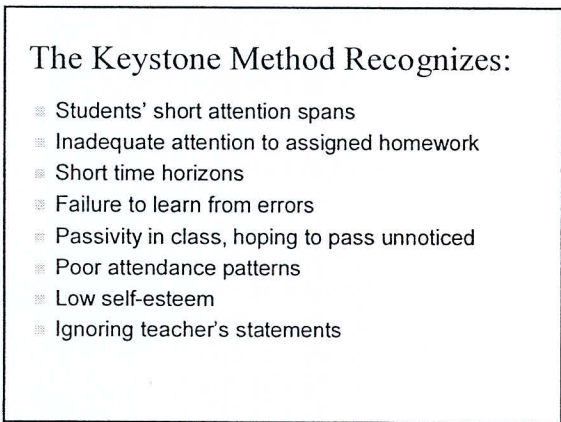 The Keystone Method Recognizes:
Students' short attention spans
Inadequate attention to assigned homework
Short time horizons
Failure to learn from errors
Passivity in class, hoping to pass unnoticed
Poor attendance patterns
Low self-esteem
Ignoring teacher's statements